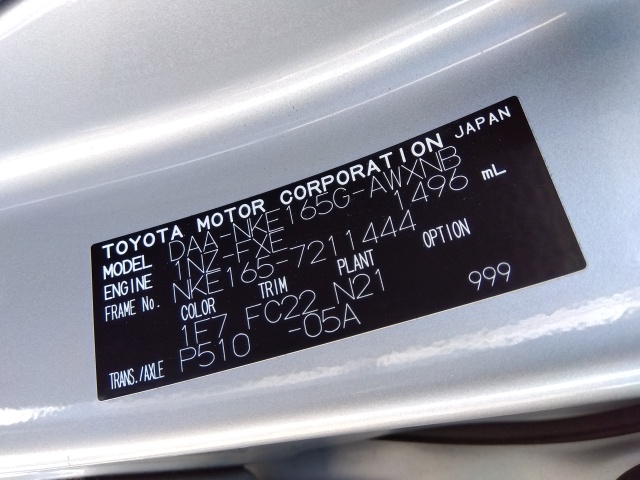 TOYOTA MOTOR CORPORATION JAPAN
MODEL DAA-NKE165G-AWXNB
ENGINE 1NZ-FXE 1496 mL
FRAME No. NKE165-7211444
COLOR TRIM PLANT OPTION
1F7 FC22 N21 999
TRANS./AXLE P510 -05A